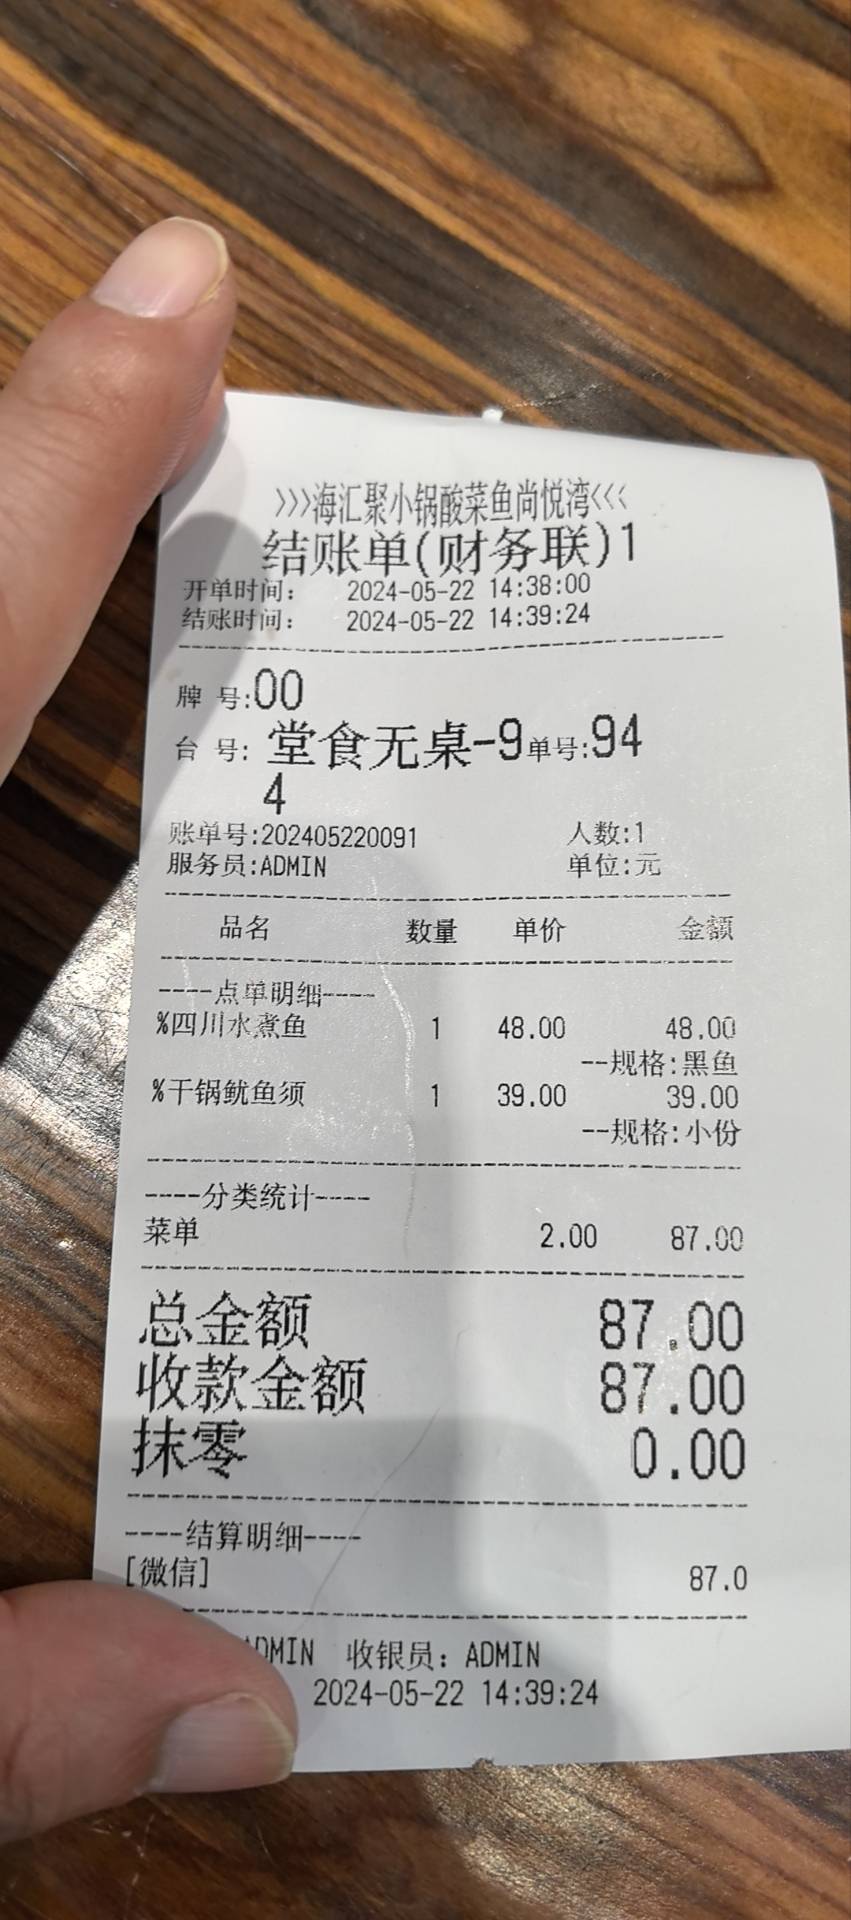 >>>海汇聚小锅酸菜鱼尚悦湾<<<
结账单(财务联)1
开单时间: 2024-05-22 14:38:00
结账时间: 2024-05-22 14:39:24
牌 号:00
台 号: 堂食无桌-9单号:94
4
账单号:202405220091 人数:1
服务员:ADMIN 单位:元
品名 数量 单价 金额
----点单明细----
%四川水煮鱼 1 48.00 48.00
--规格:黑鱼
%干锅鱿鱼须 1 39.00 39.00
--规格:小份
----分类统计----
菜单 2.00 87.00
总金额 87.00
收款金额 87.00
抹零 0.00
----结算明细----
[微信] 87.0
ADMIN 收银员: ADMIN
2024-05-22 14:39:24